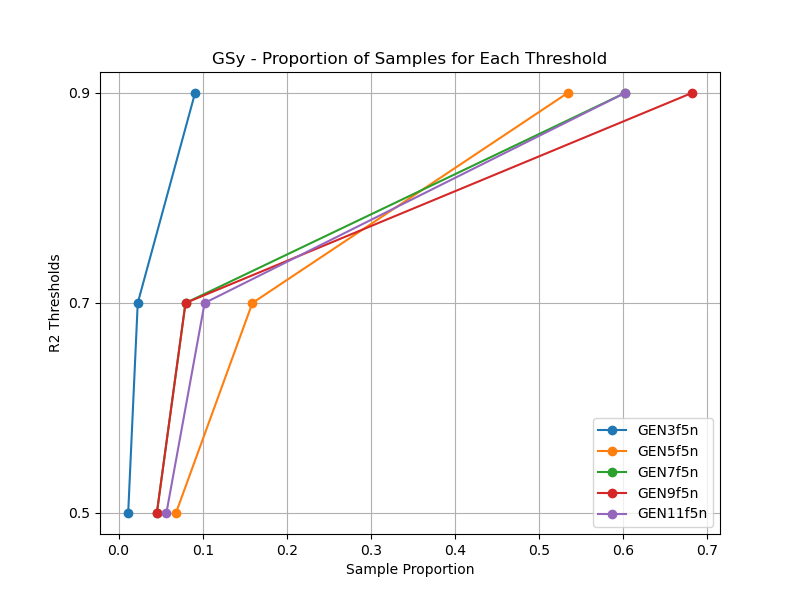 GSy - Proportion of Samples for Each Threshold
R2 Thresholds
0.9
0.7
0.5
0.0 0.1 0.2 0.3 0.4 0.5 0.6 0.7
Sample Proportion
GEN3f5n
GEN5f5n
GEN7f5n
GEN9f5n
GEN11f5n